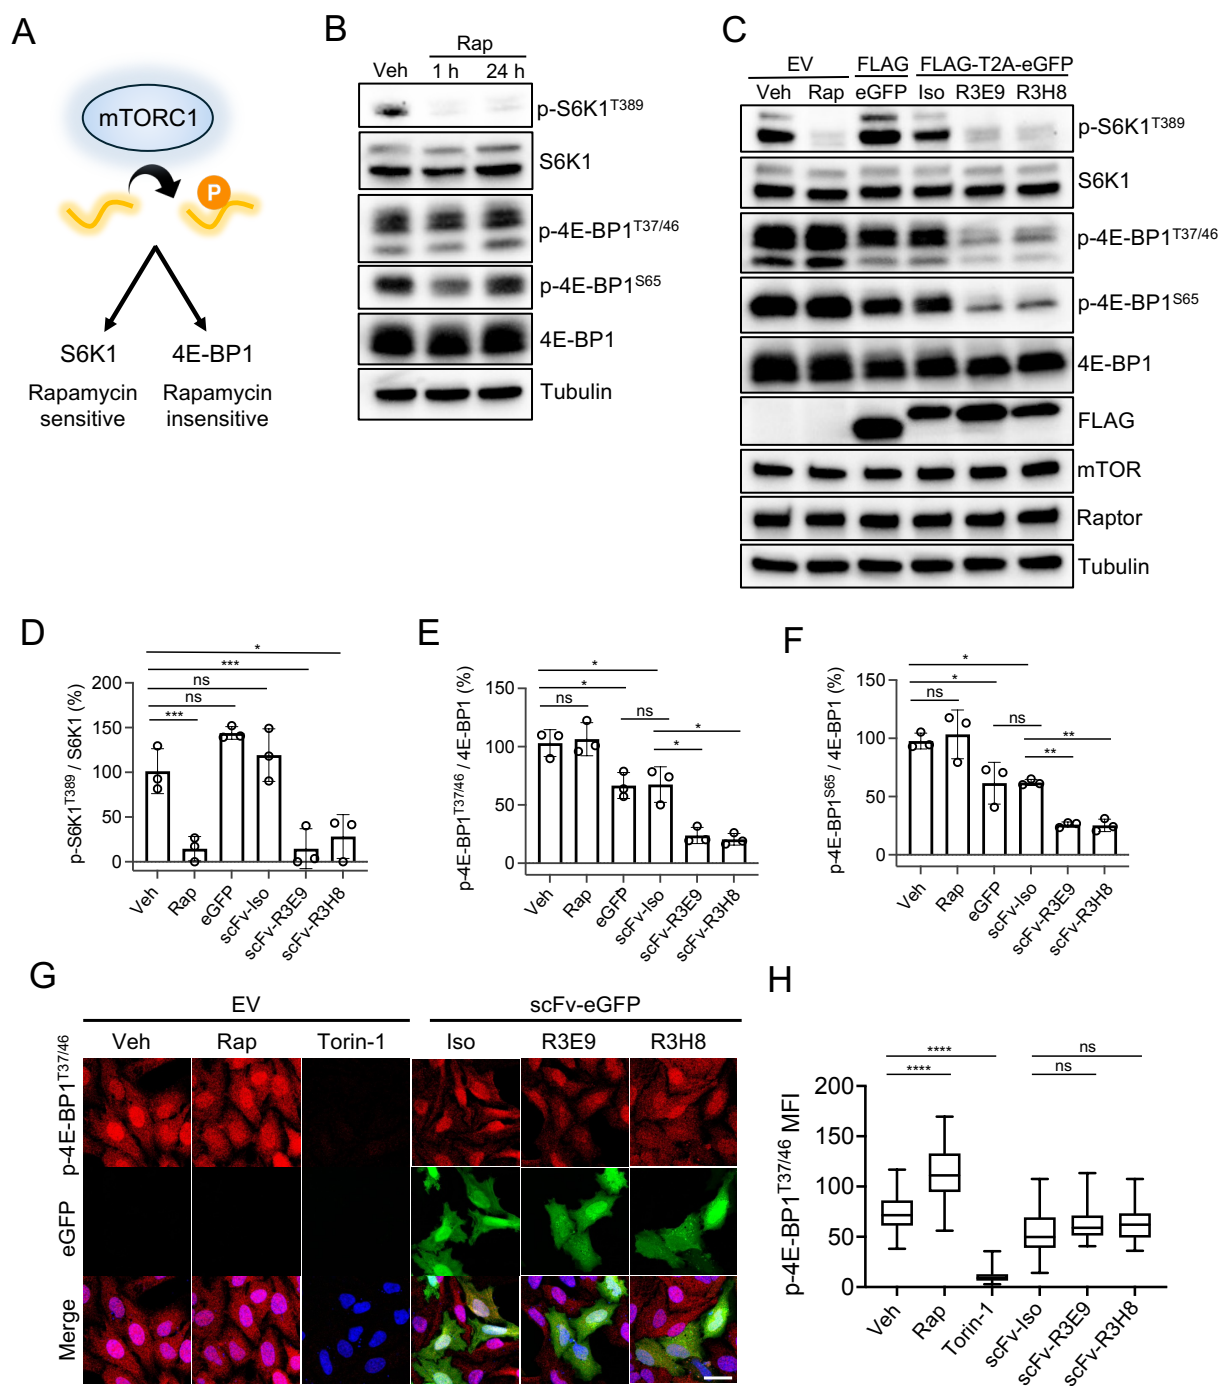 A
mTORC1
P
S6K1
4E-BP1
Rapamycin
sensitive
Rapamycin
insensitive
B
Rap
Veh 1 h 24 h
p-S6K1T389
S6K1
p-4E-BP1T37/46
p-4E-BP1S65
4E-BP1
Tubulin
C
EV FLAG FLAG-T2A-eGFP
Veh Rap eGFP Iso R3E9 R3H8
p-S6K1T389
S6K1
p-4E-BP1T37/46
p-4E-BP1S65
4E-BP1
FLAG
mTOR
Raptor
Tubulin
D
p-S6K1T389 / S6K1 (%)
200
150
100
50
0
*
***
ns
ns
***
Veh
Rap
eGFP
scFv-Iso
scFv-R3E9
scFv-R3H8
E
p-4E-BP1T37/46 / 4E-BP1 (%)
150
100
50
0
*
*
ns
ns
*
*
Veh
Rap
eGFP
scFv-Iso
scFv-R3E9
scFv-R3H8
F
p-4E-BP1S65 / 4E-BP1 (%)
150
100
50
0
*
*
ns
ns
**
**
Veh
Rap
eGFP
scFv-Iso
scFv-R3E9
scFv-R3H8
G
EV scFv-eGFP
Veh Rap Torin-1 Iso R3E9 R3H8
p-4E-BP1T37/46
eGFP
Merge
H
p-4E-BP1T37/46 MFI
200
150
100
50
0
****
****
ns
ns
Veh
Rap
Torin-1
scFv-Iso
scFv-R3E9
scFv-R3H8